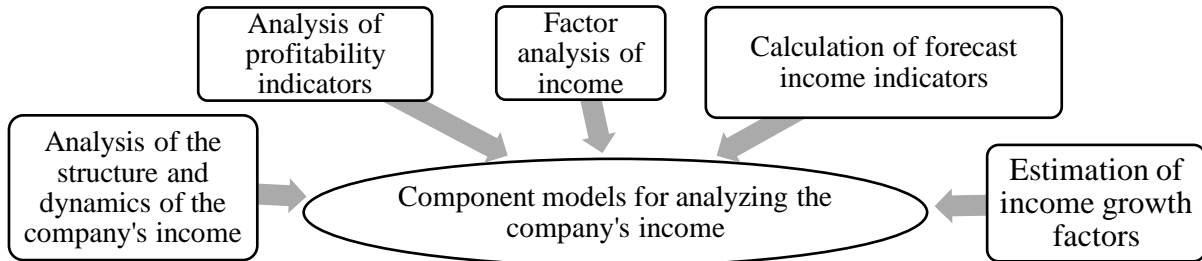 Analysis of
profitability
indicators
Factor
analysis of
income
Calculation of forecast
income indicators
Analysis of the
structure and
dynamics of the
company's income
Component models for analyzing the
company's income
Estimation of
income growth
factors